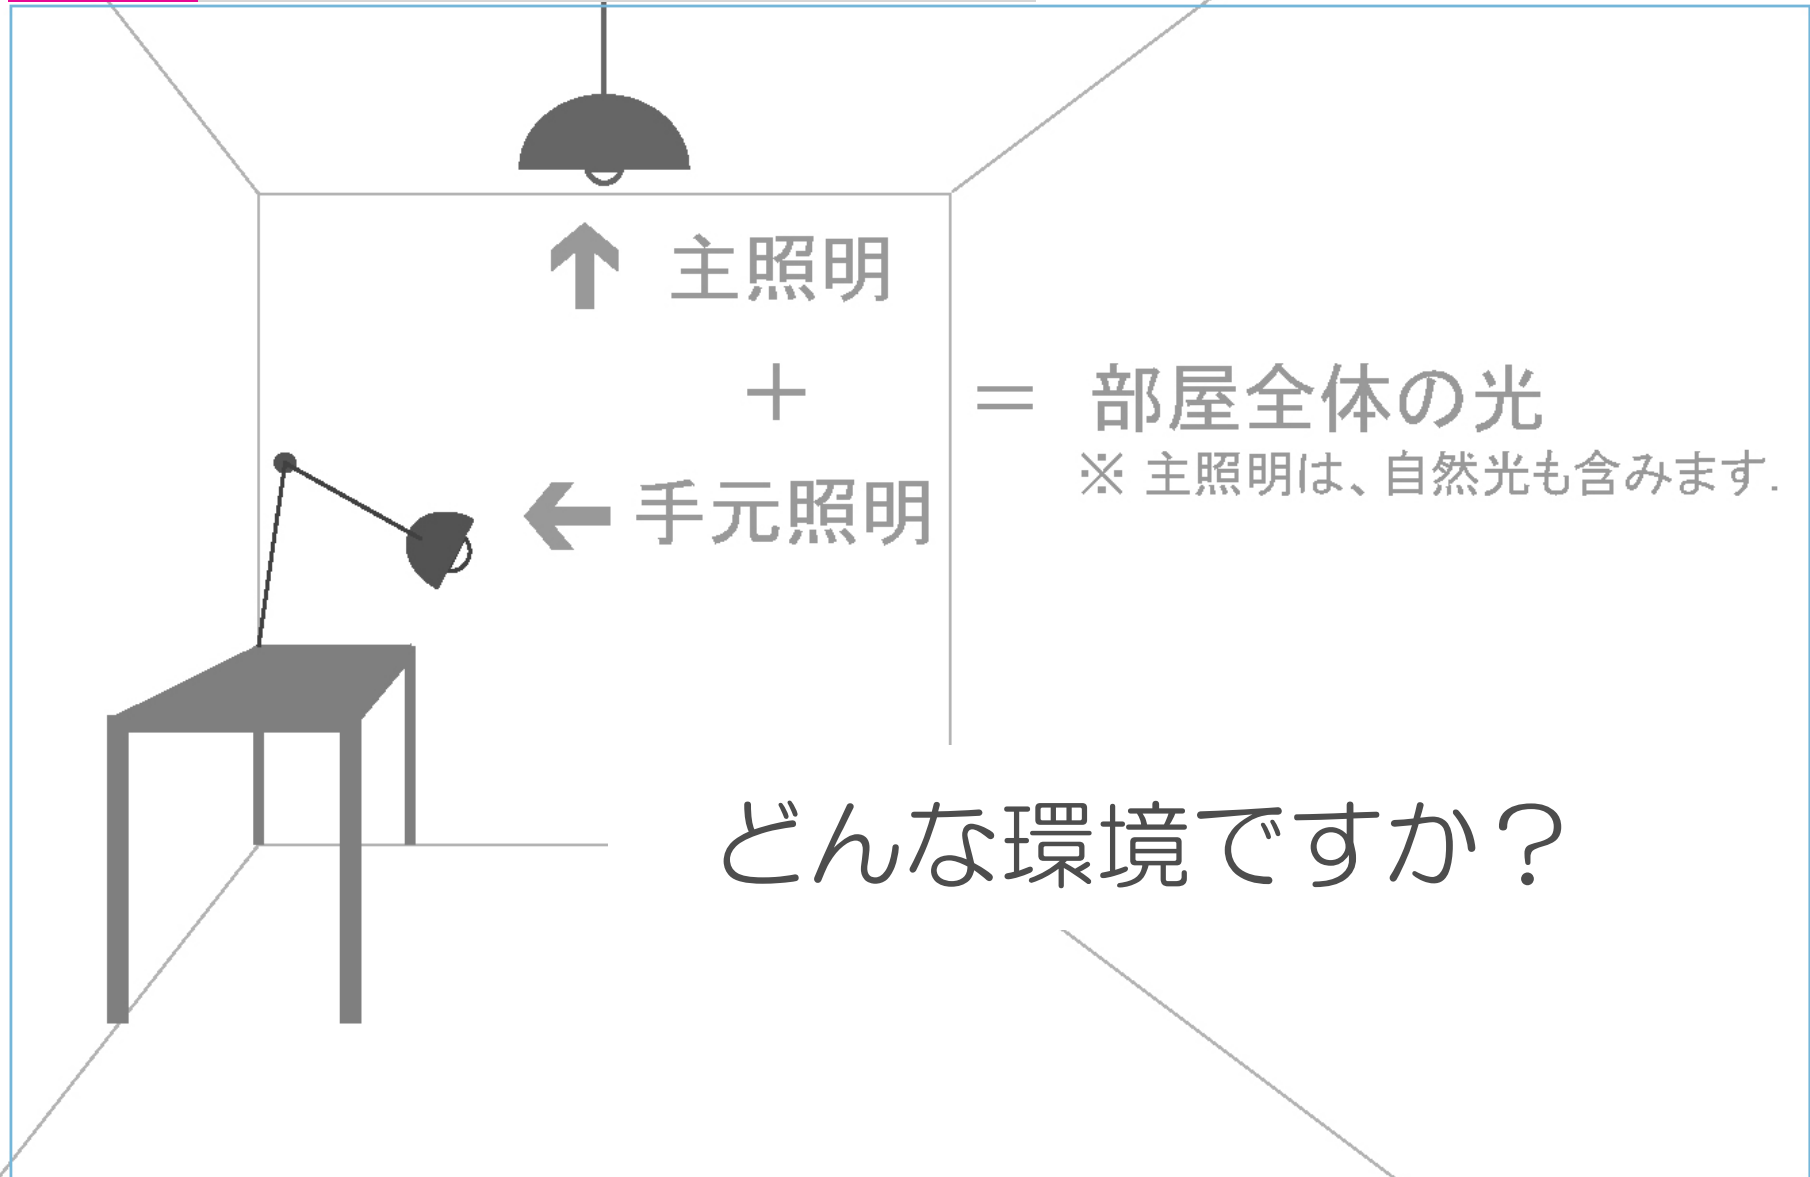 主照明
＋
＝ 部屋全体の光
※ 主照明は、自然光も含みます.
手元照明
どんな環境ですか？